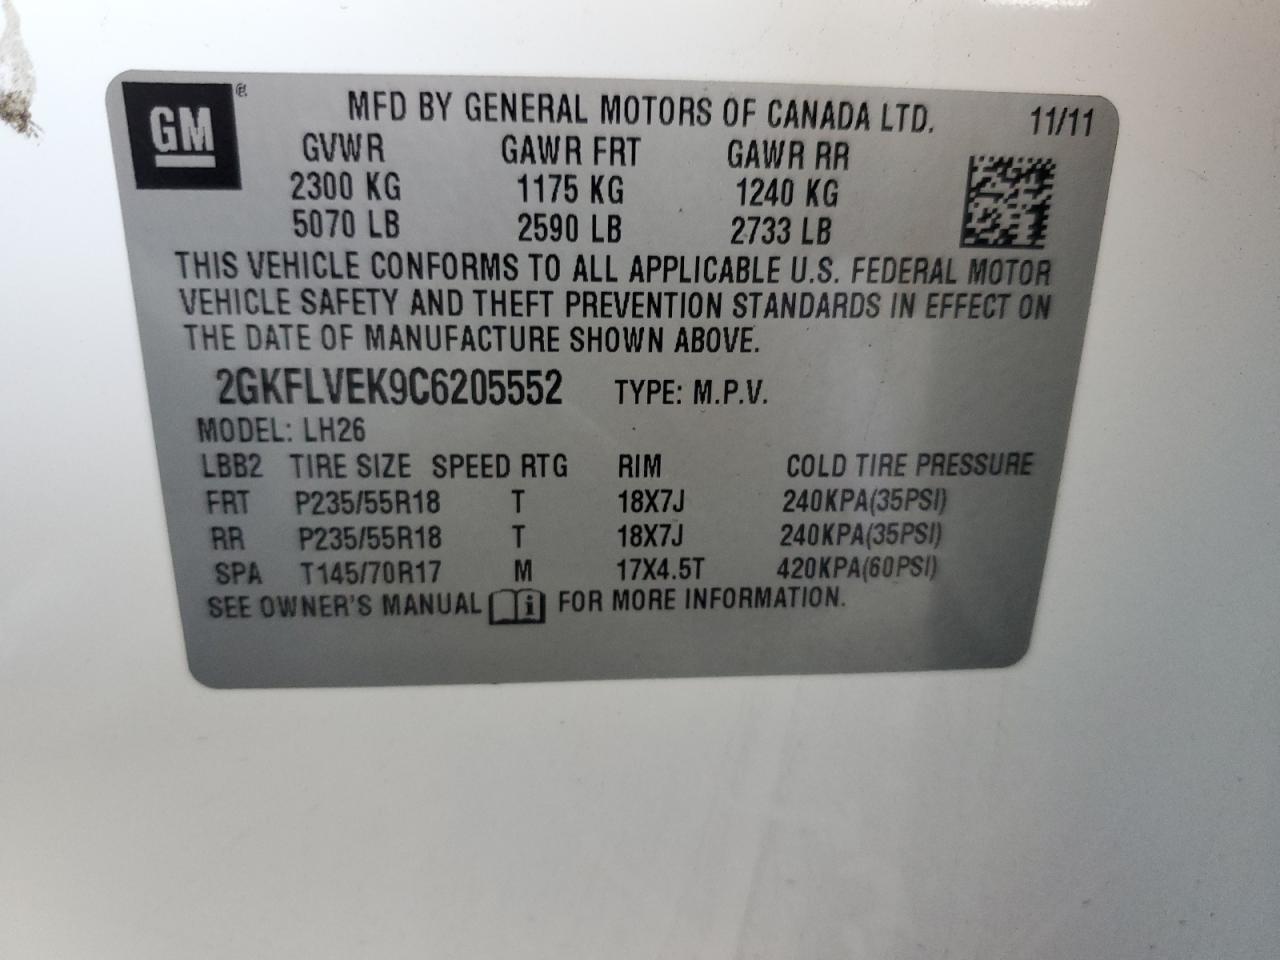 GM®
MFD BY GENERAL MOTORS OF CANADA LTD. 11/11
GVWR GAWR FRT GAWR RR
2300 KG 1175 KG 1240 KG
5070 LB 2590 LB 2733 LB
THIS VEHICLE CONFORMS TO ALL APPLICABLE U.S. FEDERAL MOTOR
VEHICLE SAFETY AND THEFT PREVENTION STANDARDS IN EFFECT ON
THE DATE OF MANUFACTURE SHOWN ABOVE.
2GKFLVEK9C6205552 TYPE: M.P.V.
MODEL: LH26
LBB2 TIRE SIZE SPEED RTG RIM COLD TIRE PRESSURE
FRT P235/55R18 T 18X7J 240KPA(35PSI)
RR P235/55R18 T 18X7J 240KPA(35PSI)
SPA T145/70R17 M 17X4.5T 420KPA(60PSI)
SEE OWNER'S MANUAL i FOR MORE INFORMATION.